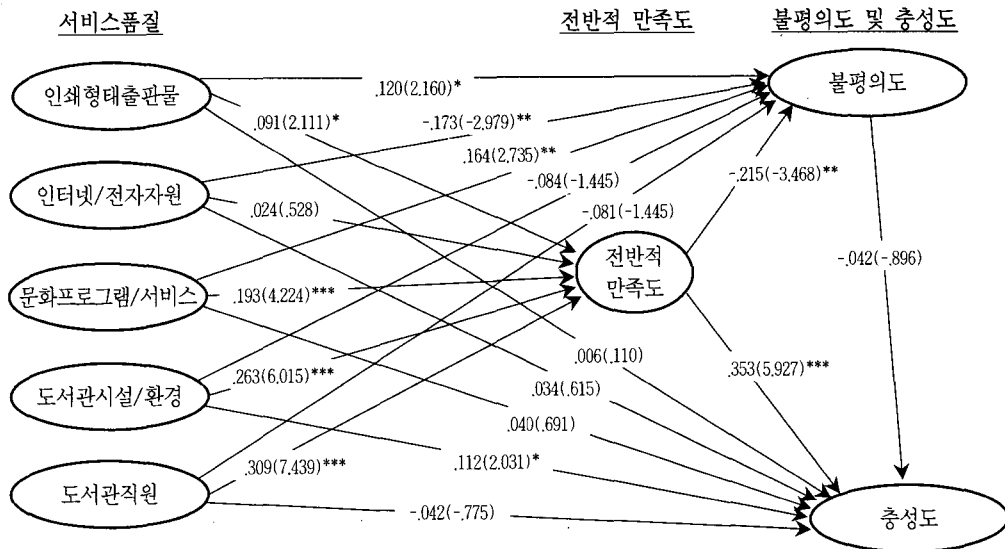 서비스품질
전반적 만족도
불평의도 및 충성도
인쇄형태출판물
불평의도
.120(2.160)*
.091(2.111)*
-.173(-2.979)**
.164(2.735)**
-.084(-1.445)
-.215(-3.468)**
인터넷/전자자원
.024(.528)
-.081(-1.445)
전반적
만족도
-.042(-.896)
문화프로그램/서비스
.193(4.224)***
.006(.110)
.353(5.927)***
도서관시설/환경
.263(6.015)***
.034(.615)
.040(.691)
.112(2.031)*
.309(7.439)***
도서관직원
-.042(-.775)
충성도